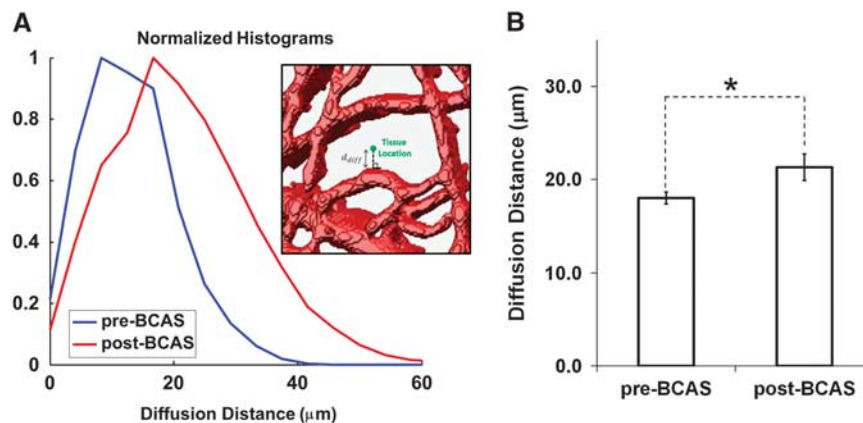 A
Normalized Histograms
1
0.8
0.6
0.4
0.2
0
0
20
40
60
Diffusion Distance (μm)
pre-BCAS
post-BCAS
Tissue
Location
d_diff
B
Diffusion Distance (μm)
30.0
20.0
10.0
0.0
*
pre-BCAS
post-BCAS